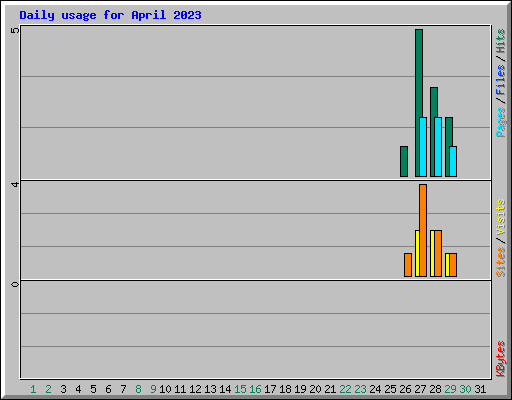 Daily usage for April 2023
5
4
0
Pages/Files/Hits
Sites/Visits
KBytes
1 2 3 4 5 6 7 8 9 10 11 12 13 14 15 16 17 18 19 20 21 22 23 24 25 26 27 28 29 30 31